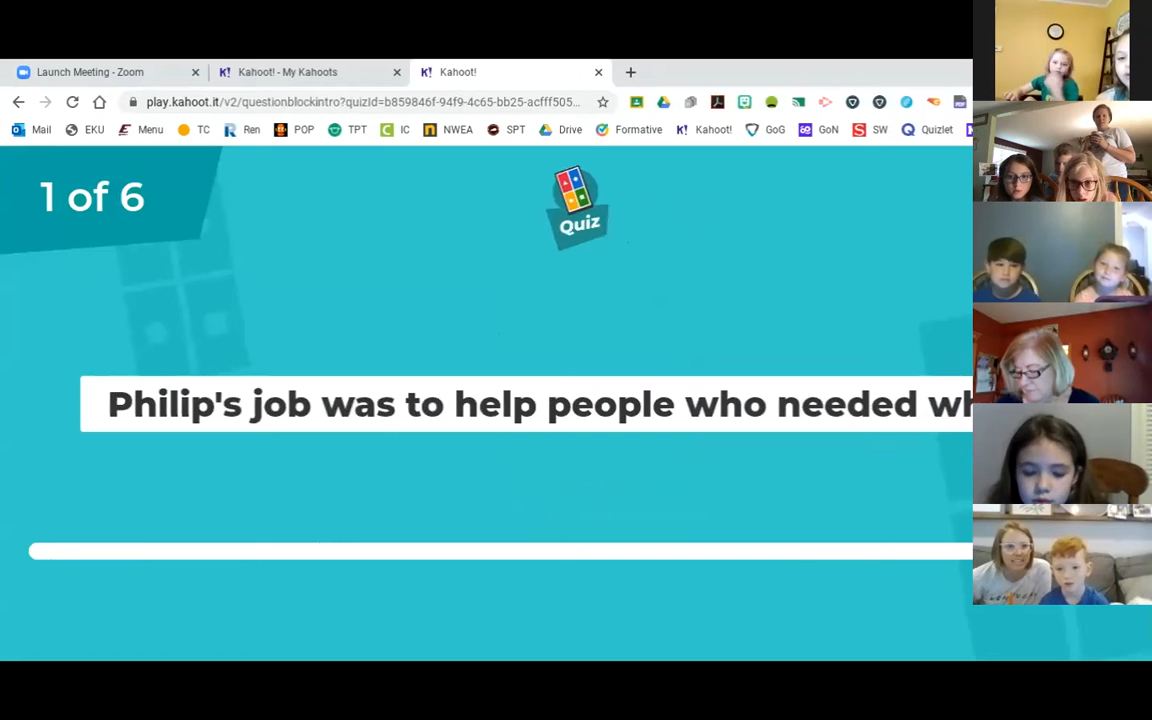 Launch Meeting - Zoom
K! Kahoot! - My Kahoots
K! Kahoot!
play.kahoot.it/v2/questionblockintro?quizId=b859846f-94f9-4c65-bb25-acfff505...
Mail EKU Menu TC Ren POP TPT IC NWEA SPT Drive Formative K! Kahoot! GoG GoN SW Quizlet
1 of 6
Quiz
Philip's job was to help people who needed wh